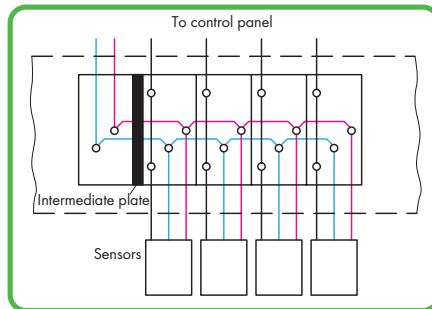 To control panel
Intermediate plate
Sensors